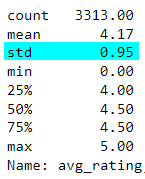 count 3313.00
mean 4.17
std 0.95
min 0.00
25% 4.00
50% 4.50
75% 4.50
max 5.00
Name: avg_rating,